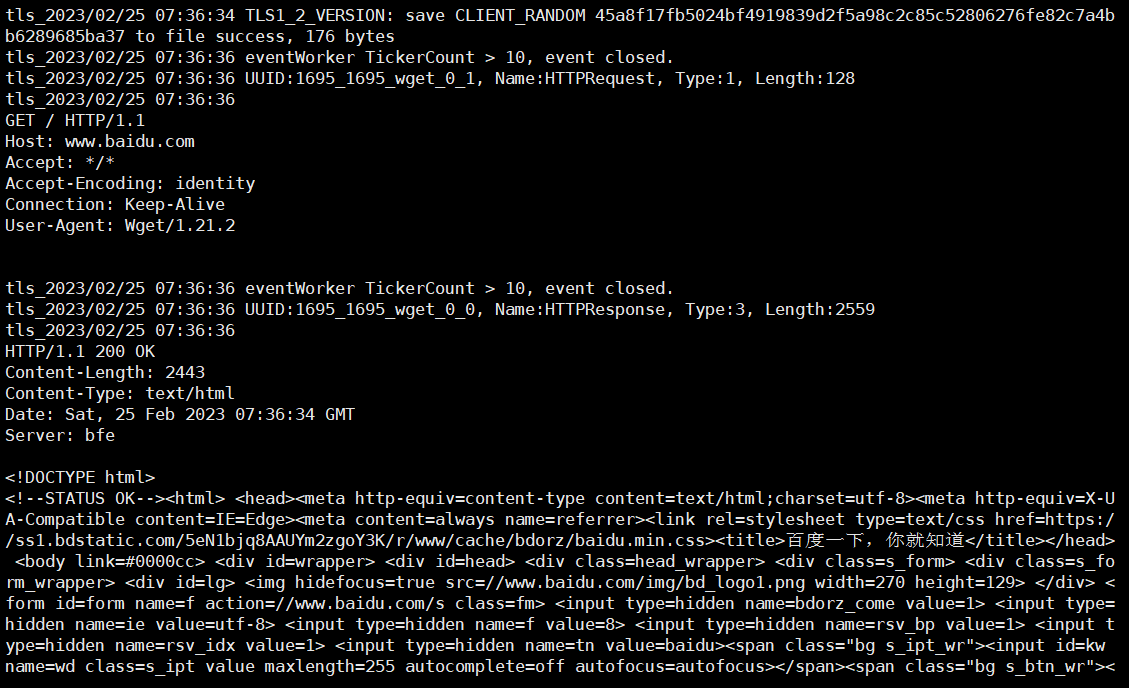 tls_2023/02/25 07:36:34 TLS1_2_VERSION: save CLIENT_RANDOM 45a8f17fb5024bf4919839d2f5a98c2c85c52806276fe82c7a4b
b6289685ba37 to file success, 176 bytes
tls_2023/02/25 07:36:36 eventWorker TickerCount > 10, event closed.
tls_2023/02/25 07:36:36 UUID:1695_1695_wget_0_1, Name:HTTPRequest, Type:1, Length:128
tls_2023/02/25 07:36:36
GET / HTTP/1.1
Host: www.baidu.com
Accept: */*
Accept-Encoding: identity
Connection: Keep-Alive
User-Agent: Wget/1.21.2
tls_2023/02/25 07:36:36 eventWorker TickerCount > 10, event closed.
tls_2023/02/25 07:36:36 UUID:1695_1695_wget_0_0, Name:HTTPResponse, Type:3, Length:2559
tls_2023/02/25 07:36:36
HTTP/1.1 200 OK
Content-Length: 2443
Content-Type: text/html
Date: Sat, 25 Feb 2023 07:36:34 GMT
Server: bfe
<!DOCTYPE html>
<!--STATUS OK--><html> <head><meta http-equiv=content-type content=text/html;charset=utf-8><meta http-equiv=X-U
A-Compatible content=IE=Edge><meta content=always name=referrer><link rel=stylesheet type=text/css href=https:/
/ss1.bdstatic.com/5eN1bjq8AAUYm2zgoY3K/r/www/cache/bdorz/baidu.min.css><title>百度一下，你就知道</title></head>
 <body link=#0000cc> <div id=wrapper> <div id=head> <div class=head_wrapper> <div class=s_form> <div class=s_fo
rm_wrapper> <div id=lg> <img hidefocus=true src=//www.baidu.com/img/bd_logo1.png width=270 height=129> </div> <
form id=form name=f action=//www.baidu.com/s class=fm> <input type=hidden name=bdorz_come value=1> <input type=
hidden name=ie value=utf-8> <input type=hidden name=f value=8> <input type=hidden name=rsv_bp value=1> <input t
ype=hidden name=rsv_idx value=1> <input type=hidden name=tn value=baidu><span class="bg s_ipt_wr"><input id=kw
name=wd class=s_ipt value maxlength=255 autocomplete=off autofocus=autofocus></span><span class="bg s_btn_wr"><